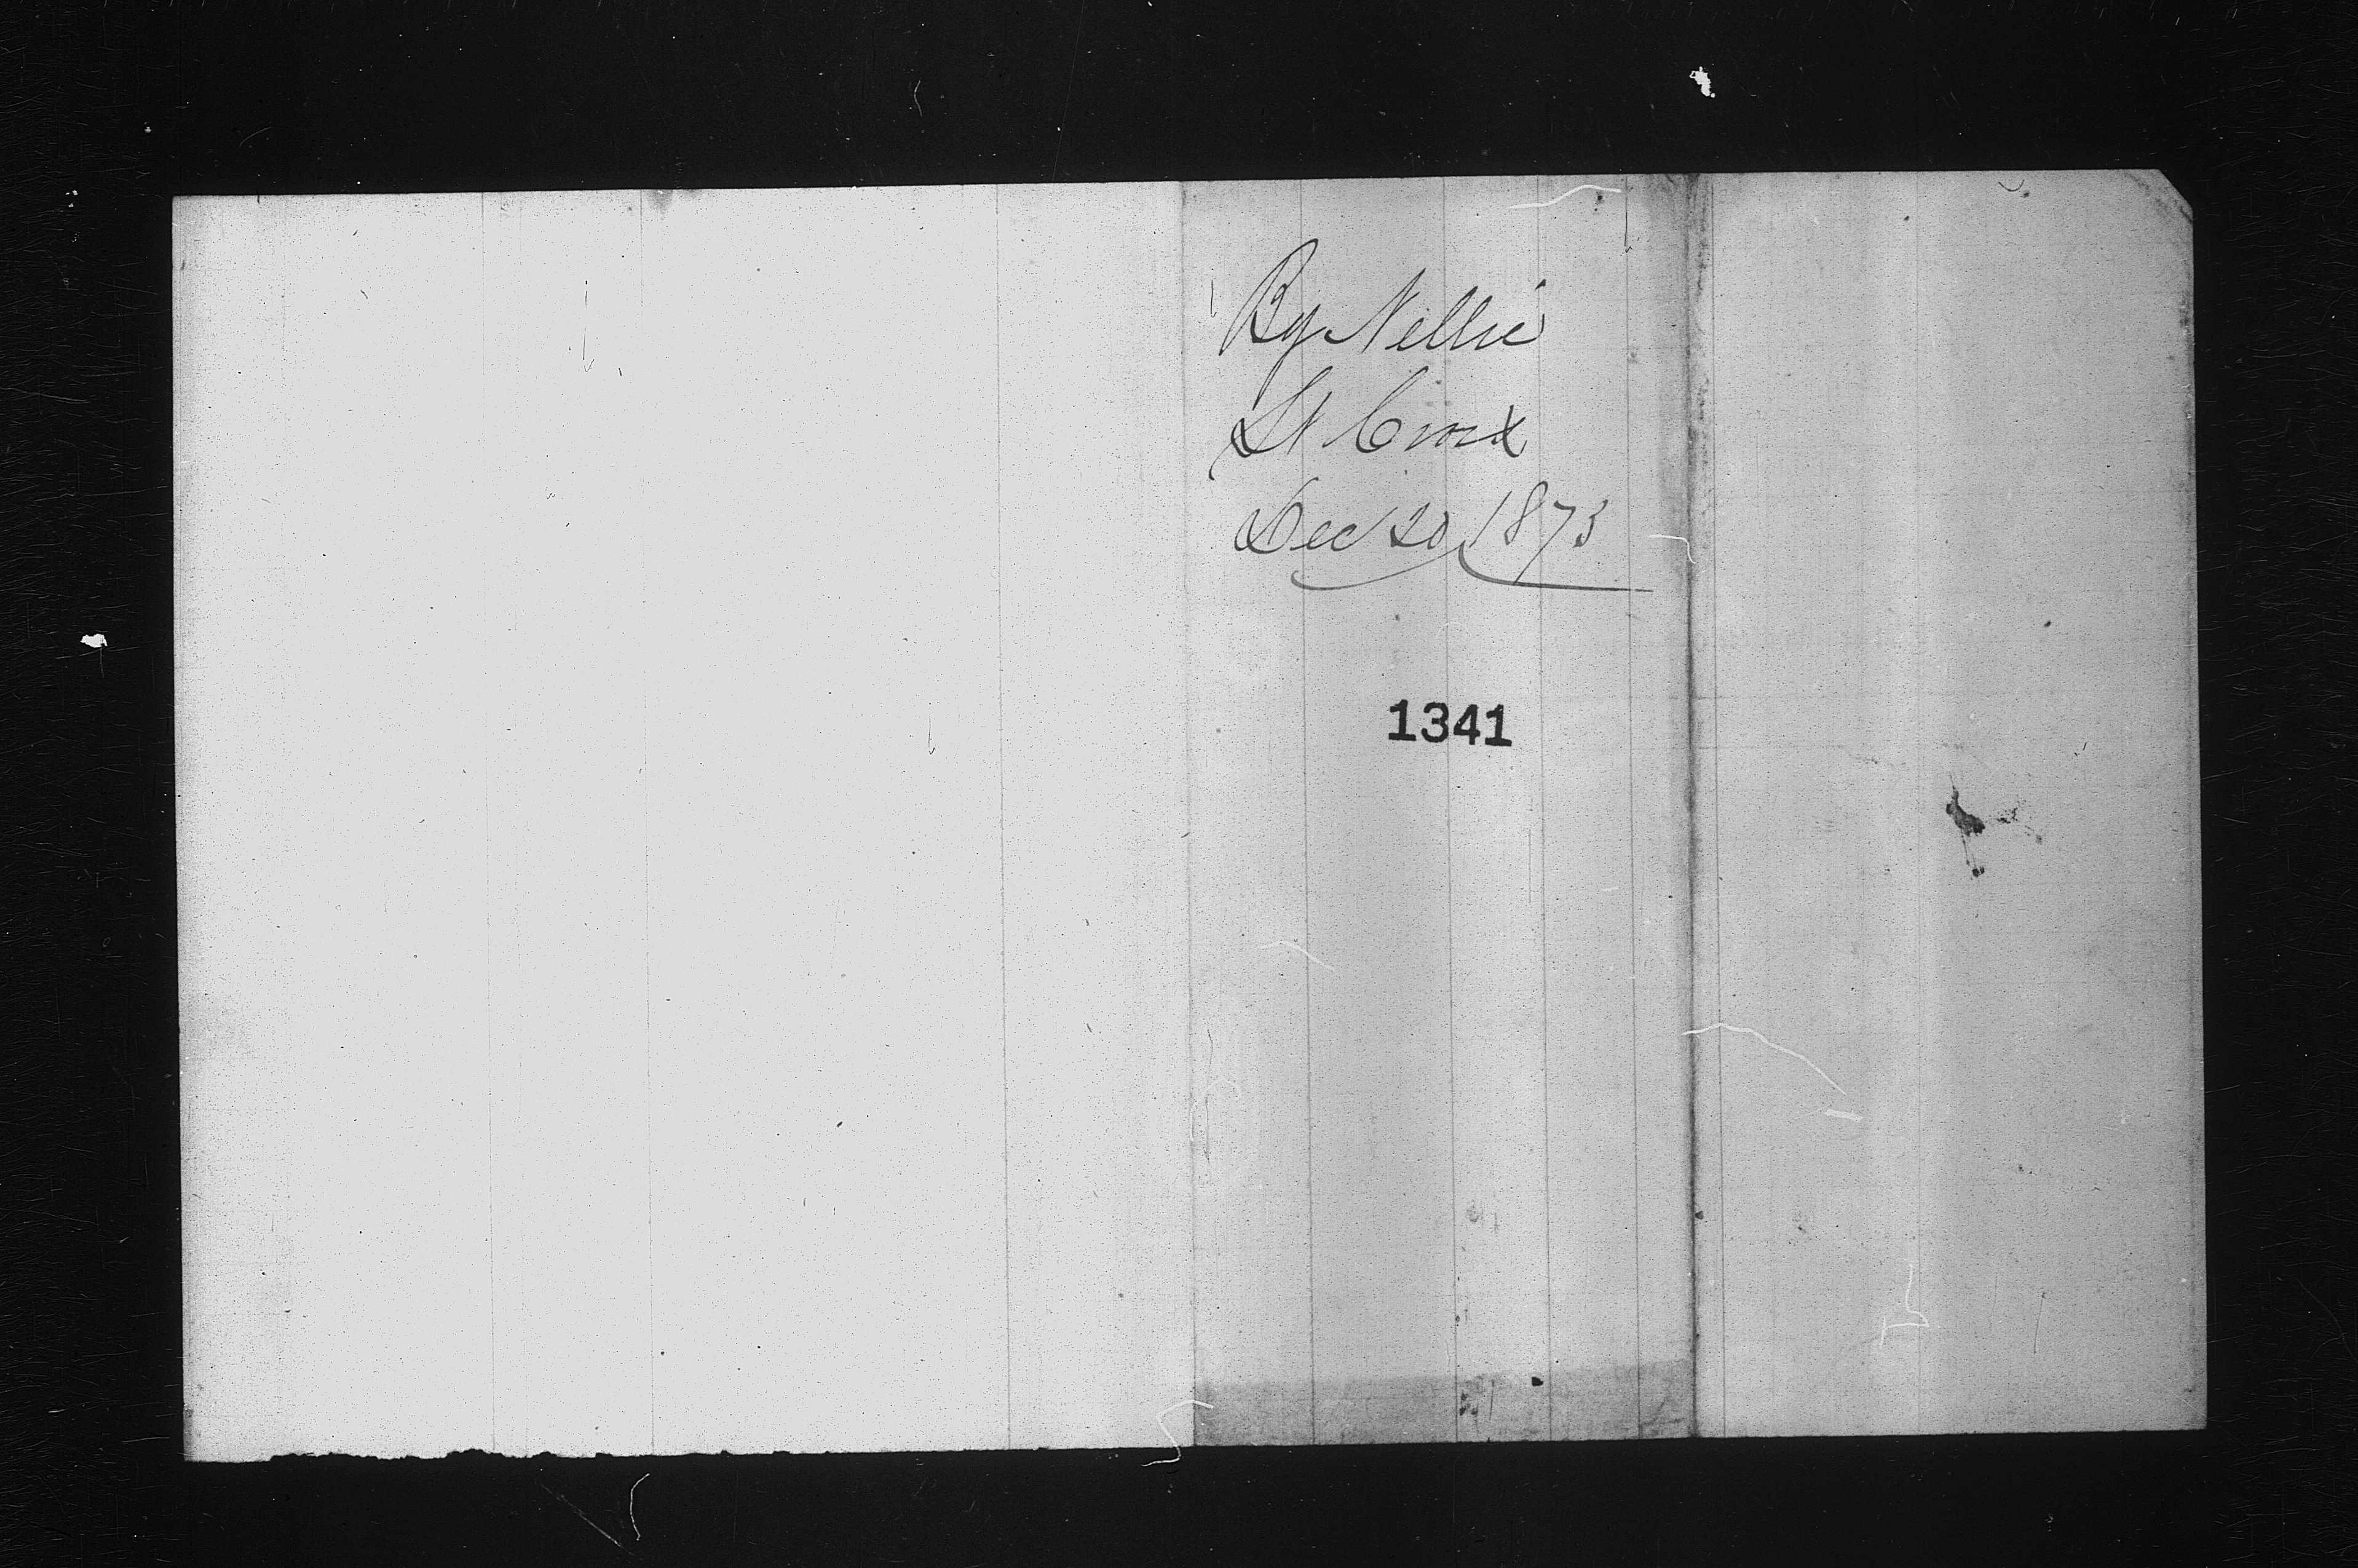 By Nellie
St Croix
Dec 20, 1873
1341